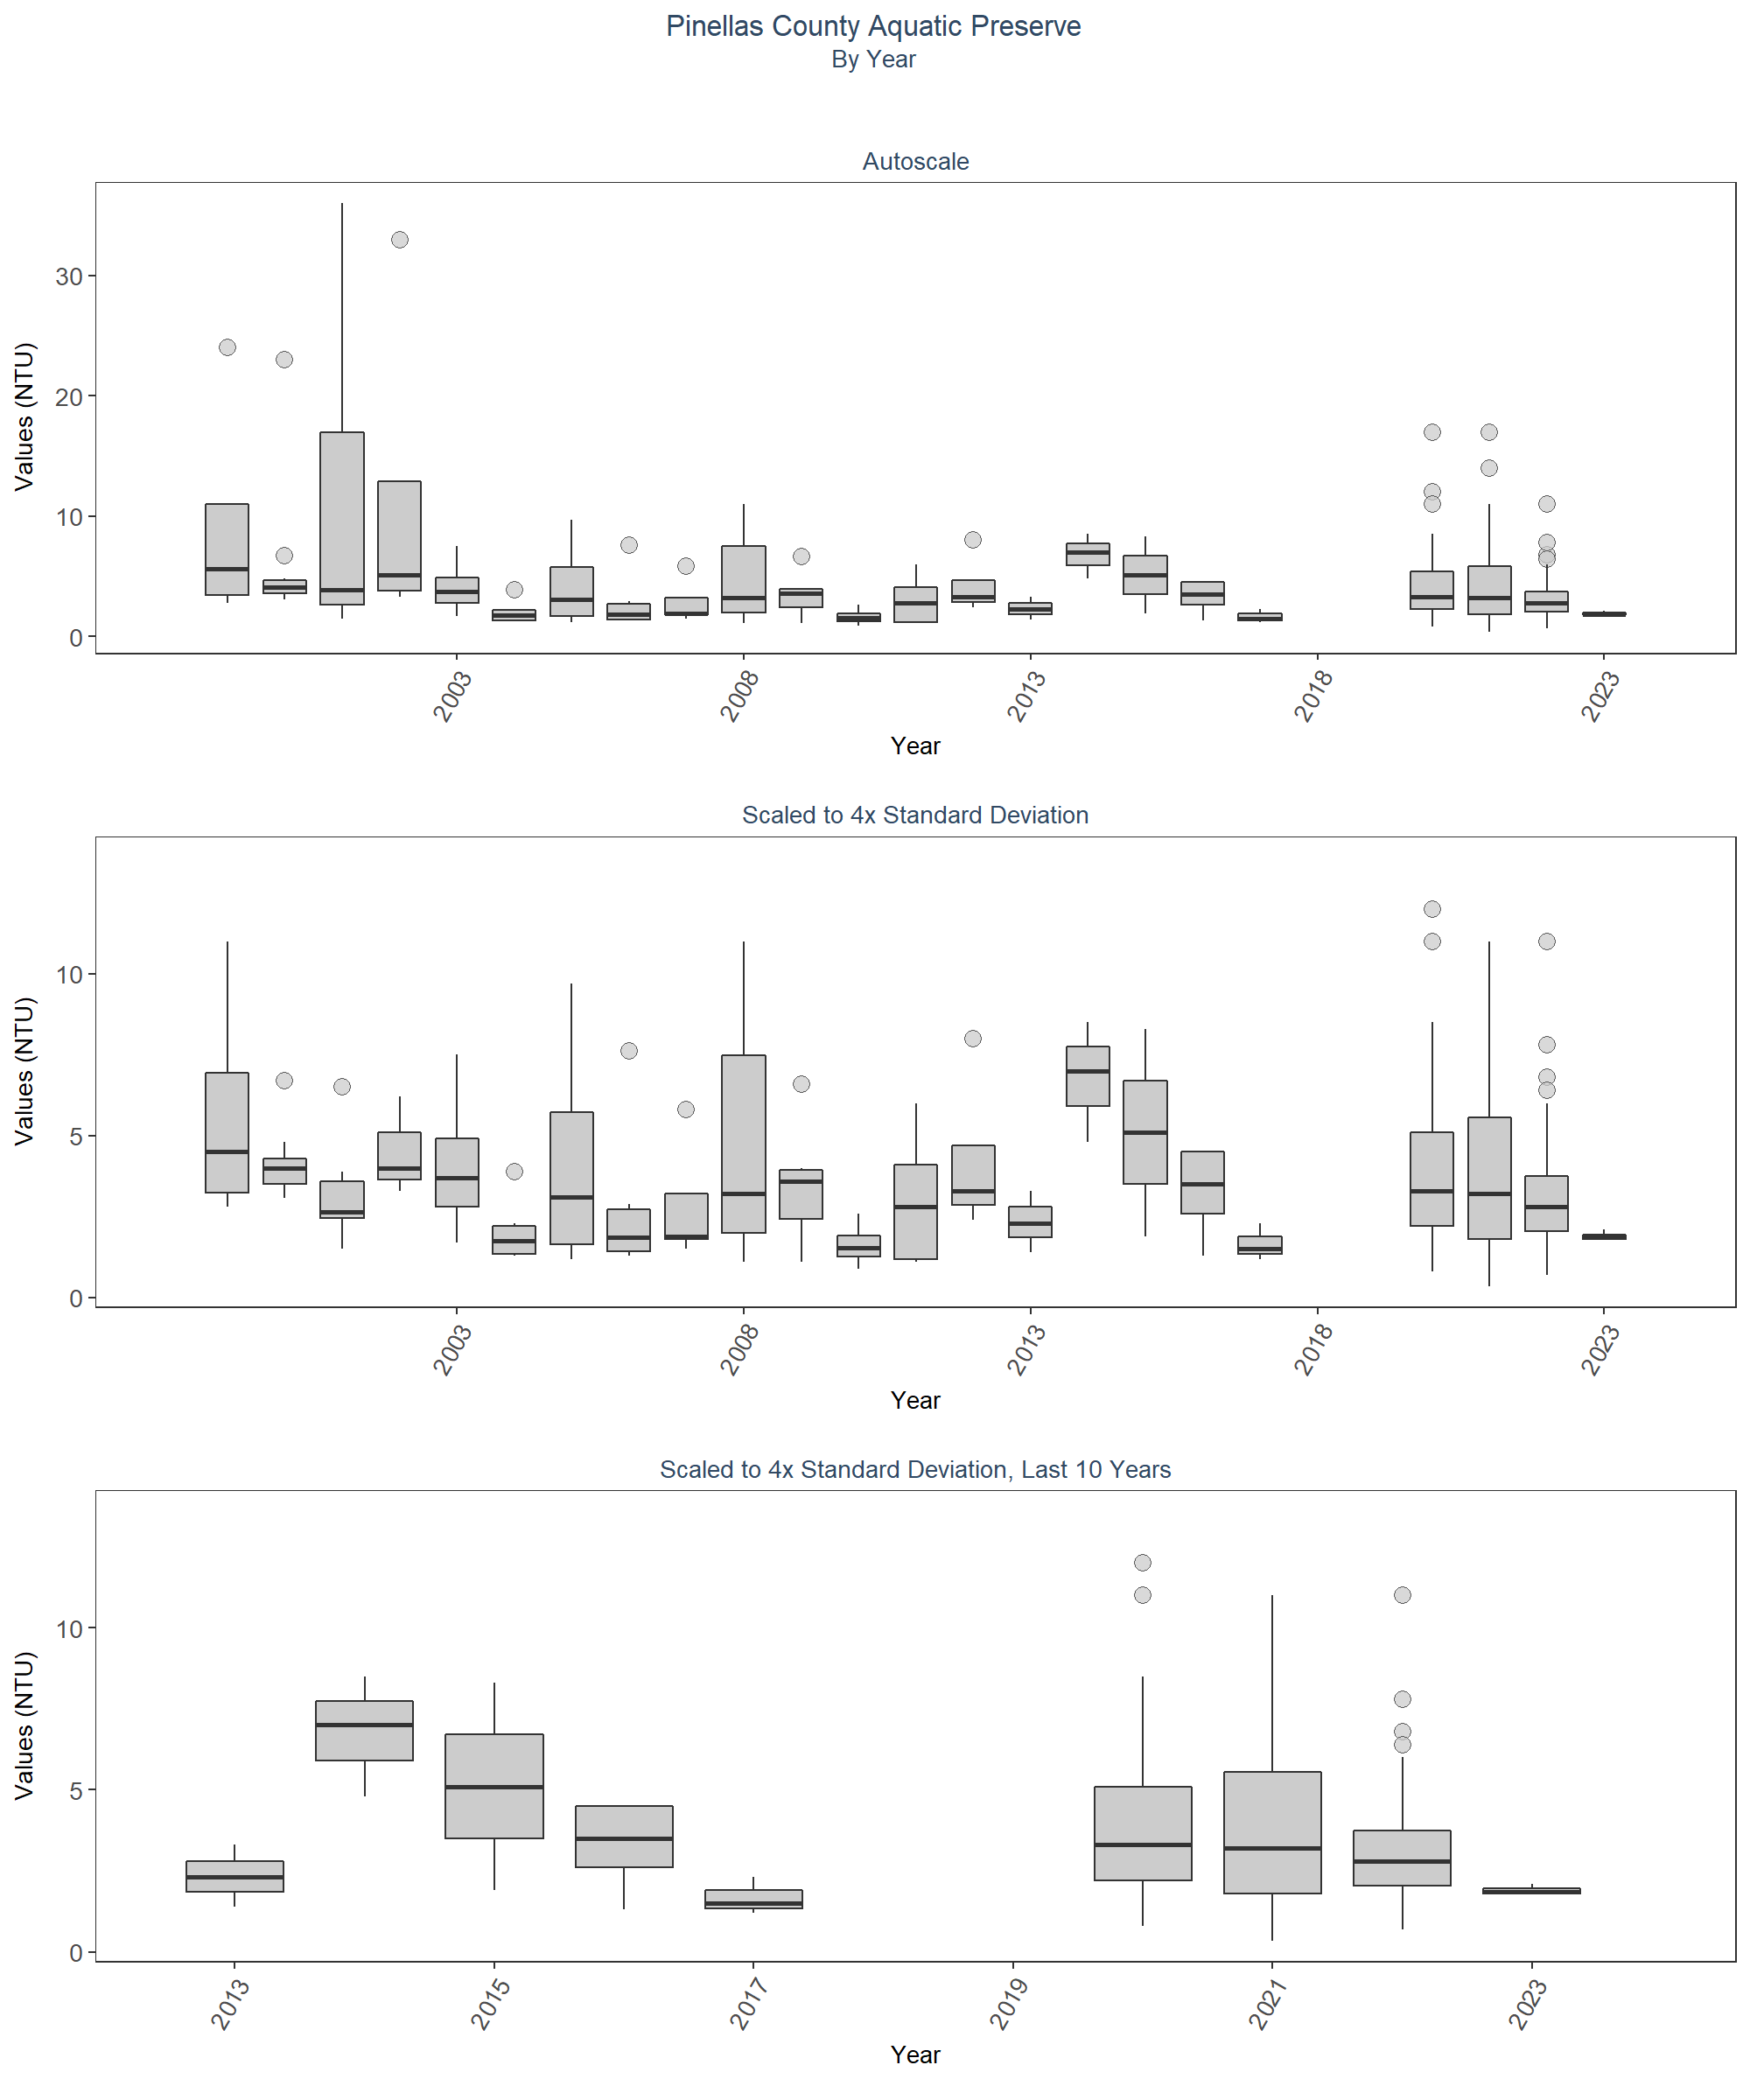 Pinellas County Aquatic Preserve
By Year
Autoscale
Values (NTU)
30
20
10
0
2003
2008
2013
2018
2023
Year
Scaled to 4x Standard Deviation
Values (NTU)
10
5
0
2003
2008
2013
2018
2023
Year
Scaled to 4x Standard Deviation, Last 10 Years
Values (NTU)
10
5
0
2013
2015
2017
2019
2021
2023
Year